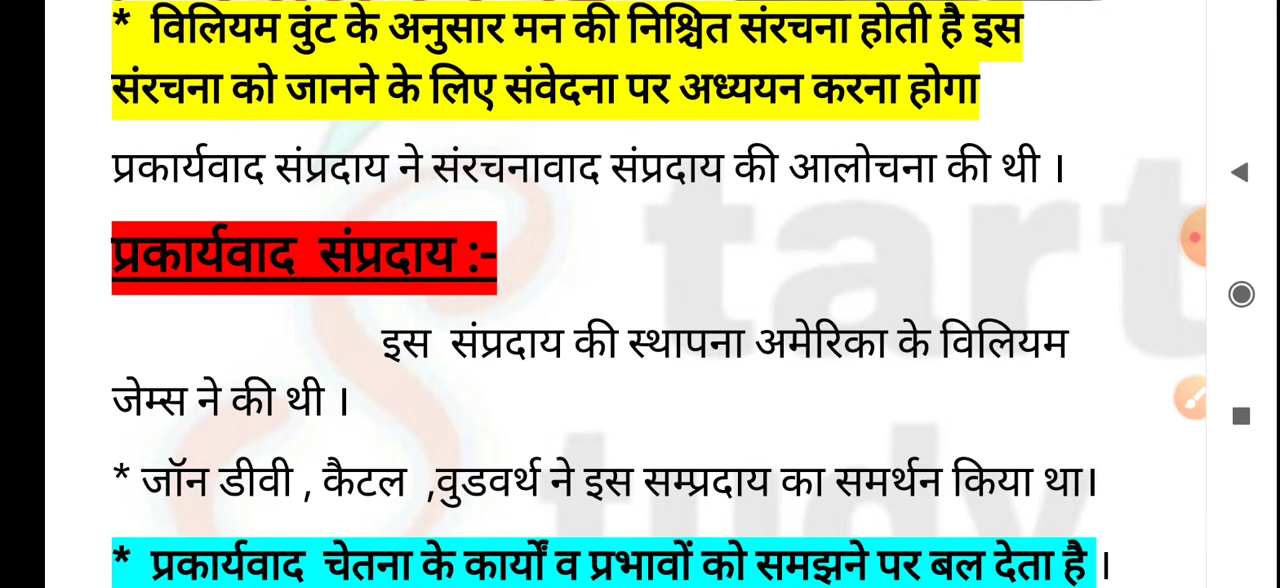 * विलियम वुंट के अनुसार मन की निश्चित संरचना होती है इस
संरचना को जानने के लिए संवेदना पर अध्ययन करना होगा
प्रकार्यवाद संप्रदाय ने संरचनावाद संप्रदाय की आलोचना की थी ।
प्रकार्यवाद संप्रदाय :-
इस संप्रदाय की स्थापना अमेरिका के विलियम
जेम्स ने की थी ।
* जॉन डीवी , कैटल ,वुडवर्थ ने इस सम्प्रदाय का समर्थन किया था।
* प्रकार्यवाद चेतना के कार्यों व प्रभावों को समझने पर बल देता है ।
tart
tudy